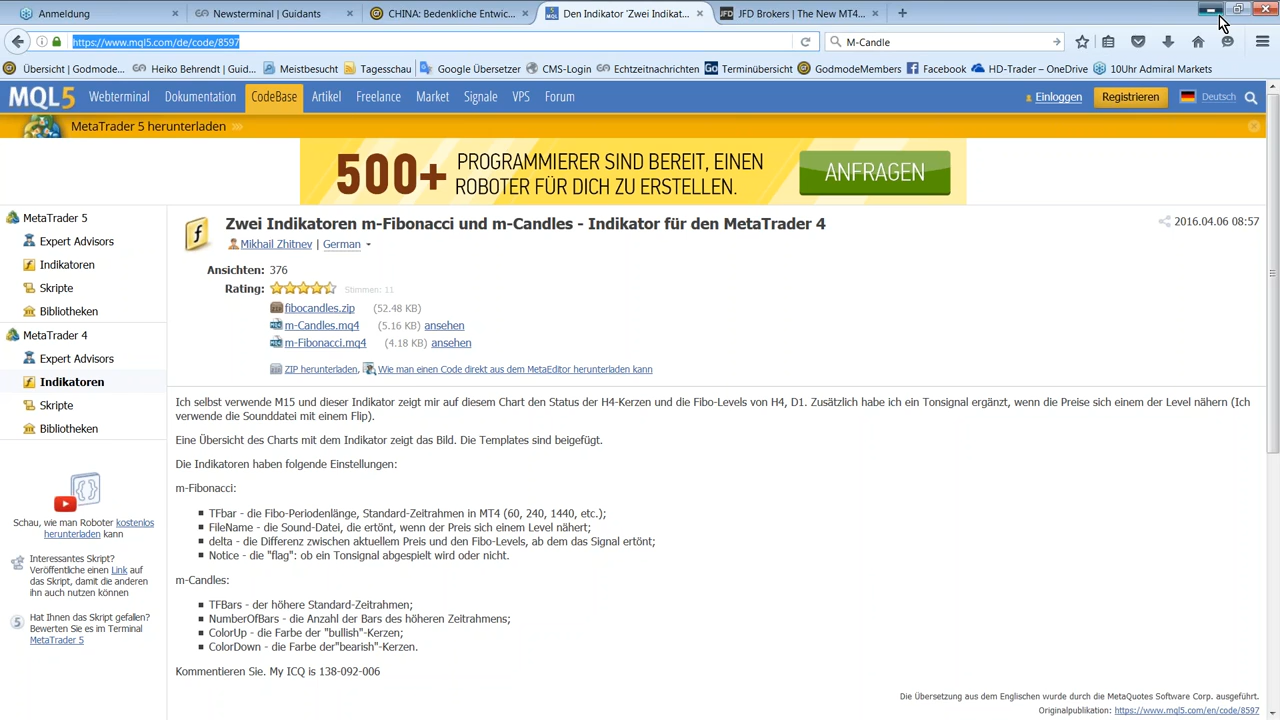 Anmeldung
Newsterminal | Guidants
CHINA: Bedenkliche Entwic...
Den Indikator 'Zwei Indikat...
JFD Brokers | The New MT4...
https://www.mql5.com/de/code/8597
M-Candle
Übersicht | Godmode...
Heiko Behrendt | Guid...
Meistbesucht
Tagesschau
Google Übersetzer
CMS-Login
Echtzeitnachrichten
Terminübersicht
GodmodeMembers
Facebook
HD-Trader – OneDrive
10Uhr Admiral Markets
MQL5
Webterminal
Dokumentation
CodeBase
Artikel
Freelance
Market
Signale
VPS
Forum
Einloggen
Registrieren
Deutsch
MetaTrader 5 herunterladen
500+ PROGRAMMIERER SIND BEREIT, EINEN
ROBOTER FÜR DICH ZU ERSTELLEN.
ANFRAGEN
MetaTrader 5
Expert Advisors
Indikatoren
Skripte
Bibliotheken
MetaTrader 4
Expert Advisors
Indikatoren
Skripte
Bibliotheken
Schau, wie man Roboter kostenlos
herunterladen kann
Interessantes Skript?
Veröffentliche einen Link auf
das Skript, damit die anderen
ihn auch nutzen können
Hat Ihnen das Skript gefallen?
Bewerten Sie es im Terminal
MetaTrader 5
Zwei Indikatoren m-Fibonacci und m-Candles - Indikator für den MetaTrader 4
2016.04.06 08:57
Mikhail Zhitnev | German
Ansichten: 376
Rating: Stimmen: 11
fibocandles.zip (52.48 KB)
m-Candles.mq4 (5.16 KB) ansehen
m-Fibonacci.mq4 (4.18 KB) ansehen
ZIP herunterladen, Wie man einen Code direkt aus dem MetaEditor herunterladen kann
Ich selbst verwende M15 und dieser Indikator zeigt mir auf diesem Chart den Status der H4-Kerzen und die Fibo-Levels von H4, D1. Zusätzlich habe ich ein Tonsignal ergänzt, wenn die Preise sich einem der Level nähern (Ich
verwende die Sounddatei mit einem Flip).
Eine Übersicht des Charts mit dem Indikator zeigt das Bild. Die Templates sind beigefügt.
Die Indikatoren haben folgende Einstellungen:
m-Fibonacci:
TFbar - die Fibo-Periodenlänge, Standard-Zeitrahmen in MT4 (60, 240, 1440, etc.);
FileName - die Sound-Datei, die ertönt, wenn der Preis sich einem Level nähert;
delta - die Differenz zwischen aktuellem Preis und den Fibo-Levels, ab dem das Signal ertönt;
Notice - die "flag": ob ein Tonsignal abgespielt wird oder nicht.
m-Candles:
TFBars - der höhere Standard-Zeitrahmen;
NumberOfBars - die Anzahl der Bars des höheren Zeitrahmens;
ColorUp - die Farbe der "bullish"-Kerzen;
ColorDown - die Farbe der"bearish"-Kerzen.
Kommentieren Sie. My ICQ is 138-092-006
Die Übersetzung aus dem Englischen wurde durch die MetaQuotes Software Corp. ausgeführt.
Originalpublikation: https://www.mql5.com/en/code/8597